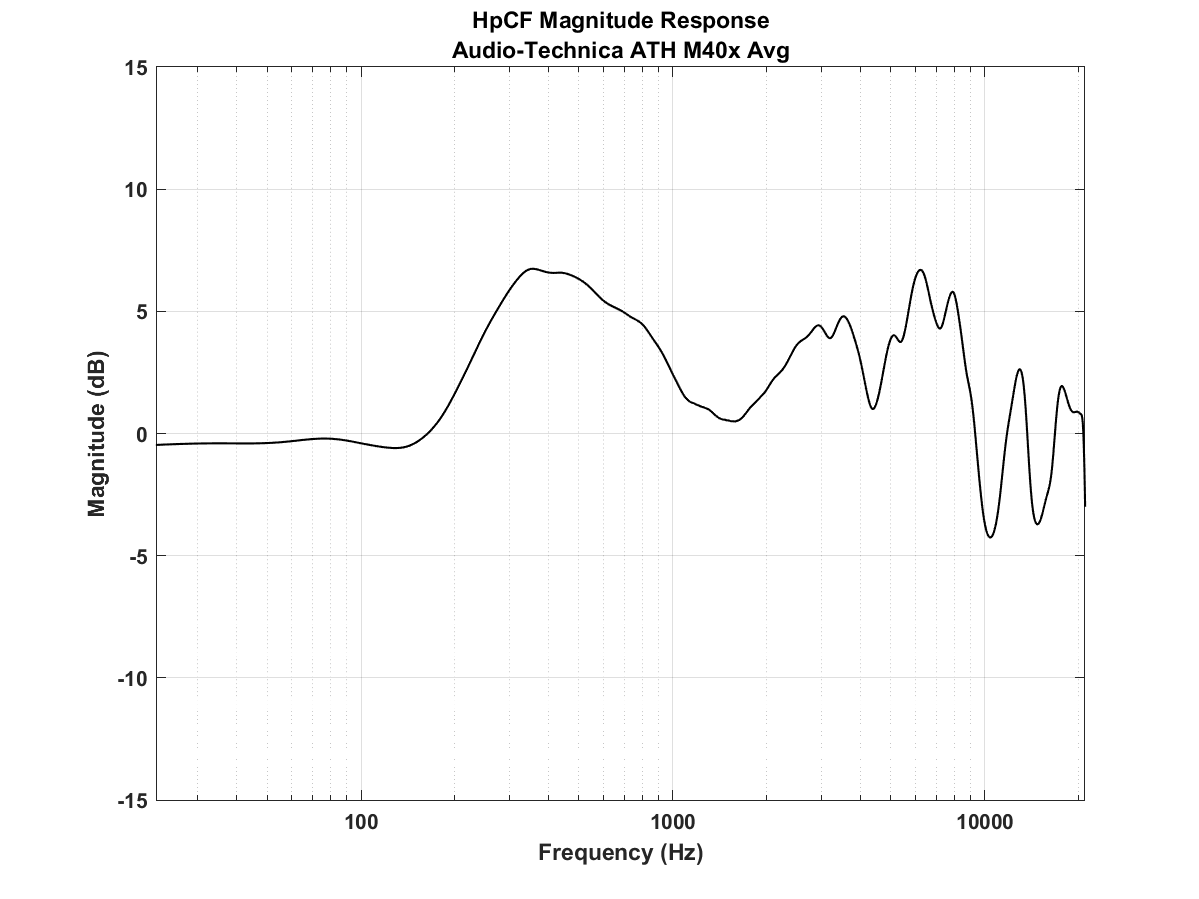 HpCF Magnitude Response
Audio-Technica ATH M40x Avg
15
10
5
0
-5
-10
-15
Magnitude (dB)
100 1000 10000
Frequency (Hz)